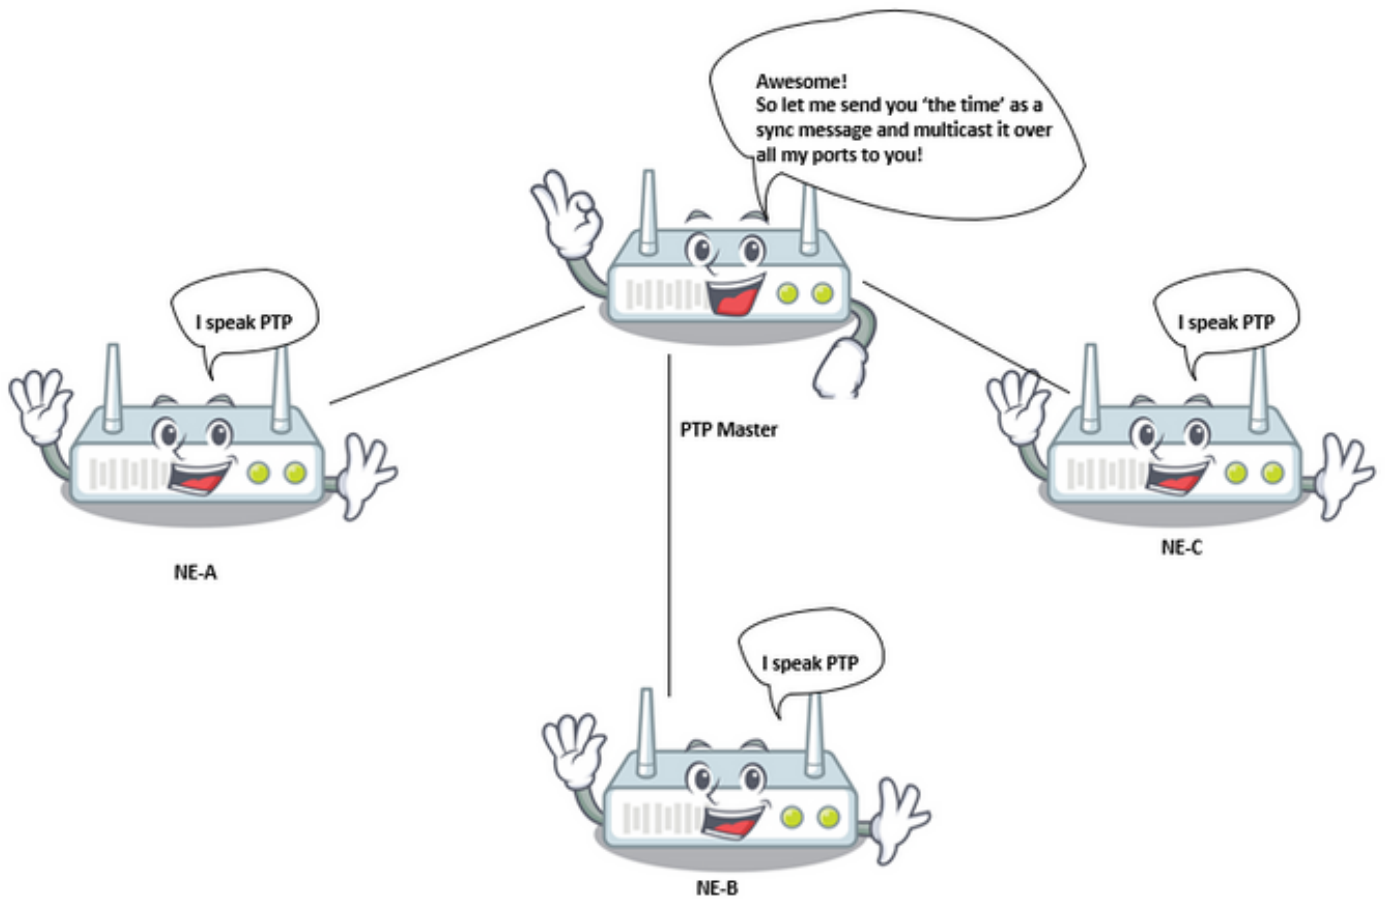 Awesome!
So let me send you ‘the time’ as a
sync message and multicast it over
all my ports to you!
I speak PTP
I speak PTP
PTP Master
NE-C
NE-A
I speak PTP
NE-B